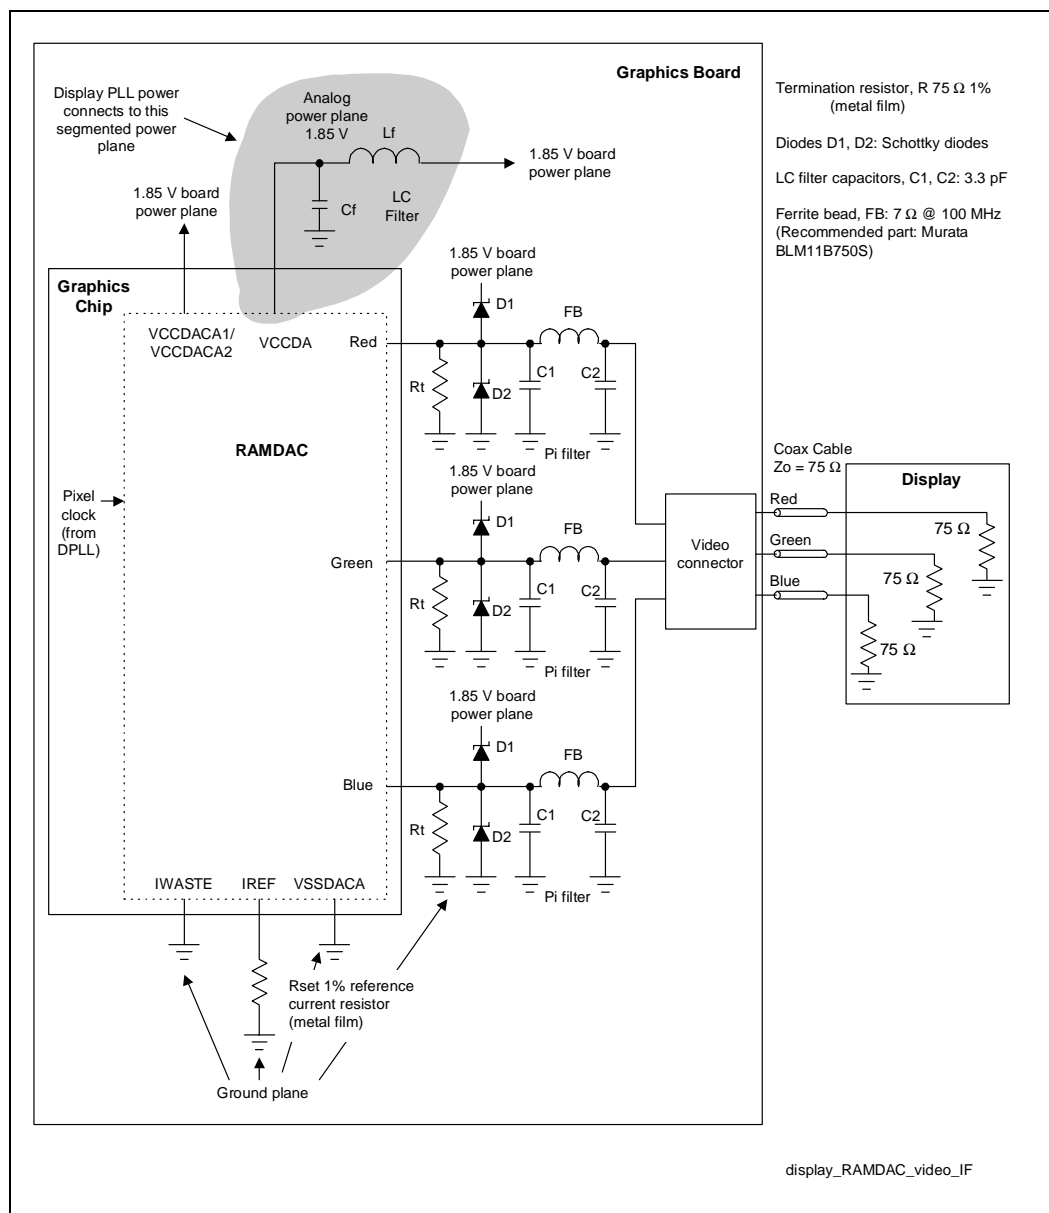 Graphics Board
Display PLL power
connects to this
segmented power
plane
Analog
power plane
1.85 V
Lf
1.85 V board
power plane
Cf
LC
Filter
1.85 V board
power plane
Termination resistor, R 75 Ω 1%
(metal film)
Diodes D1, D2: Schottky diodes
LC filter capacitors, C1, C2: 3.3 pF
Ferrite bead, FB: 7 Ω @ 100 MHz
(Recommended part: Murata
BLM11B750S)
Graphics
Chip
VCCDACA1/
VCCDACA2
VCCDA
RAMDAC
Pixel
clock
(from
DPLL)
1.85 V board
power plane
D1
FB
Red
Rt
D2
C1
C2
Pi filter
1.85 V board
power plane
D1
FB
Green
Rt
D2
C1
C2
Pi filter
1.85 V board
power plane
D1
FB
Blue
Rt
D2
C1
C2
Pi filter
Video
connector
Coax Cable
Zo = 75 Ω
Red
Green
Blue
Display
75 Ω
75 Ω
75 Ω
IWASTE
IREF
VSSDACA
Rset 1% reference
current resistor
(metal film)
Ground plane
display_RAMDAC_video_IF